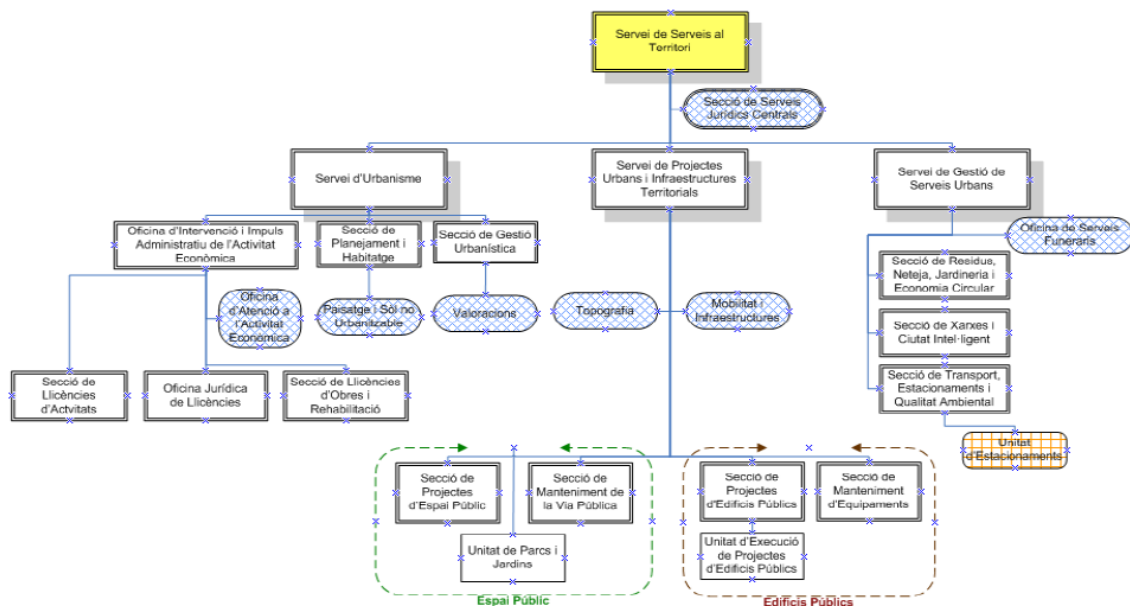 Servei de Serveis al
Territori
Secció de Serveis
Jurídics Centrals
Servei d'Urbanisme
Servei de Projectes
Urbans i Infraestructures
Territorials
Servei de Gestió de
Serveis Urbans
Oficina d'Intervenció i Impuls
Administratiu de l'Activitat
Econòmica
Secció de
Planejament i
Habitatge
Secció de Gestió
Urbanística
Oficina de Serveis
Funeraris
Secció de Residus,
Neteja, Jardineria i
Economia Circular
Oficina
d'Atenció a
l'Activitat
Econòmica
Paisatge i Sòl no
Urbanitzable
Valoracions
Topografia
Mobilitat i
Infraestructures
Secció de Xarxes i
Ciutat Intel·ligent
Secció de
Llicències
d'Actvitats
Oficina Jurídica
de Llicències
Secció de Llicències
d'Obres i
Rehabilitació
Secció de Transport,
Estacionaments i
Qualitat Ambiental
Unitat
d'Estacionaments
Secció de
Projectes
d'Espai Públic
Secció de
Manteniment de
la Via Pública
Secció de
Projectes
d'Edificis Públics
Secció de
Manteniment
d'Equipaments
Unitat de Parcs i
Jardins
Unitat d'Execució
de Projectes
d'Edificis Públics
Espai Públic
Edificis Públics